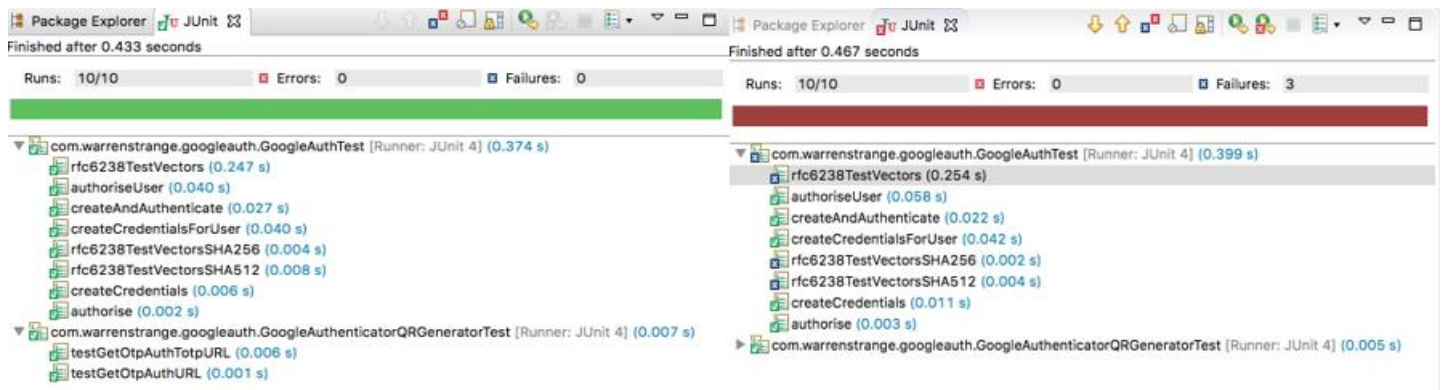 Package Explorer JUnit
Finished after 0.433 seconds
Runs: 10/10 Errors: 0 Failures: 0
com.warrenstrange.googleauth.GoogleAuthTest [Runner: JUnit 4] (0.374 s)
rfc6238TestVectors (0.247 s)
authoriseUser (0.040 s)
createAndAuthenticate (0.027 s)
createCredentialsForUser (0.040 s)
rfc6238TestVectorsSHA256 (0.004 s)
rfc6238TestVectorsSHA512 (0.008 s)
createCredentials (0.006 s)
authorise (0.002 s)
com.warrenstrange.googleauth.GoogleAuthenticatorQRGeneratorTest [Runner: JUnit 4] (0.007 s)
testGetOtpAuthTotpURL (0.006 s)
testGetOtpAuthURL (0.001 s)
Package Explorer JUnit
Finished after 0.467 seconds
Runs: 10/10 Errors: 0 Failures: 3
com.warrenstrange.googleauth.GoogleAuthTest [Runner: JUnit 4] (0.399 s)
rfc6238TestVectors (0.254 s)
authoriseUser (0.058 s)
createAndAuthenticate (0.022 s)
createCredentialsForUser (0.042 s)
rfc6238TestVectorsSHA256 (0.002 s)
rfc6238TestVectorsSHA512 (0.004 s)
createCredentials (0.011 s)
authorise (0.003 s)
com.warrenstrange.googleauth.GoogleAuthenticatorQRGeneratorTest [Runner: JUnit 4] (0.005 s)